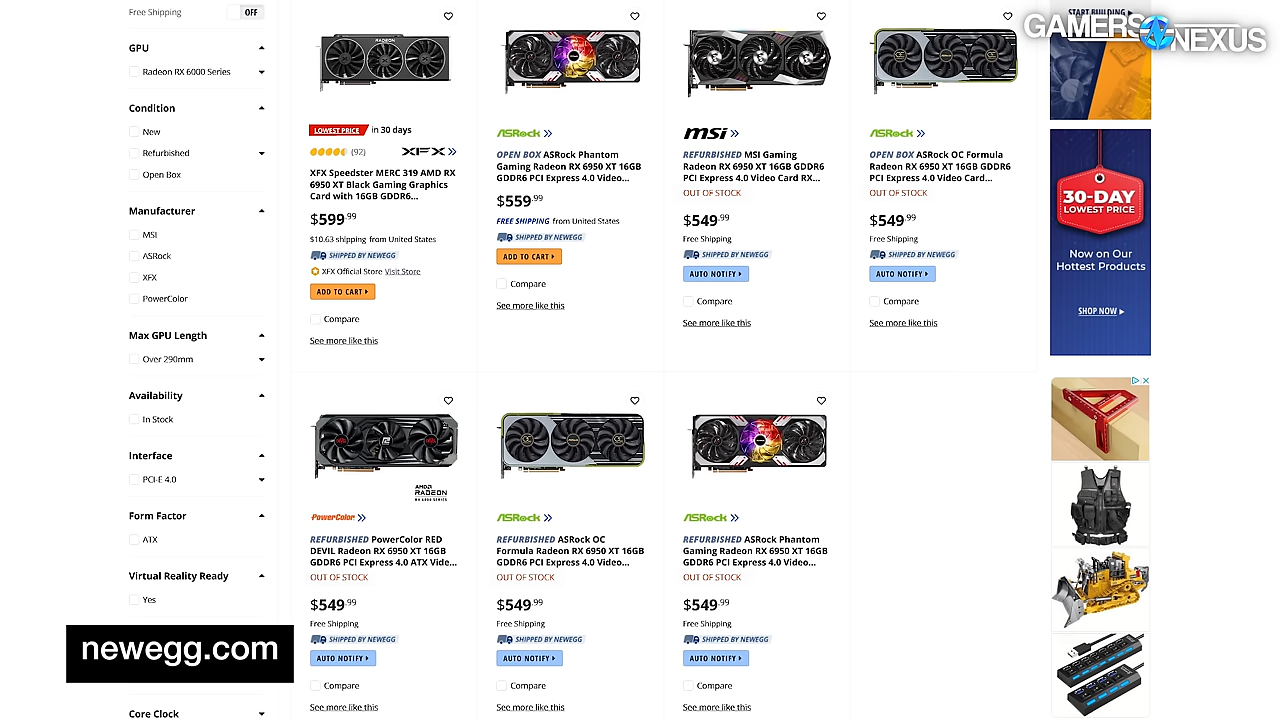 Free Shipping
OFF
GPU
Radeon RX 6000 Series
Condition
New
Refurbished
Open Box
Manufacturer
MSI
ASRock
XFX
PowerColor
Max GPU Length
Over 290mm
Availability
In Stock
Interface
PCI-E 4.0
Form Factor
ATX
Virtual Reality Ready
Yes
newegg.com
Core Clock
RADEON
LOWEST PRICE in 30 days
(92)
XFX
XFX Speedster MERC 319 AMD RX
6950 XT Black Gaming Graphics
Card with 16GB GDDR6...
$599.99
$10.63 shipping from United States
SHIPPED BY NEWEGG
XFX Official Store Visit Store
ADD TO CART
Compare
See more like this
ASRock
OPEN BOX ASRock Phantom
Gaming Radeon RX 6950 XT 16GB
GDDR6 PCI Express 4.0 Video...
$559.99
FREE SHIPPING from United States
SHIPPED BY NEWEGG
ADD TO CART
Compare
See more like this
msi
REFURBISHED MSI Gaming
Radeon RX 6950 XT 16GB GDDR6
PCI Express 4.0 Video Card RX...
OUT OF STOCK
$549.99
Free Shipping
SHIPPED BY NEWEGG
AUTO NOTIFY
Compare
See more like this
ASRock
OPEN BOX ASRock OC Formula
Radeon RX 6950 XT 16GB GDDR6
PCI Express 4.0 Video Card...
OUT OF STOCK
$549.99
Free Shipping
SHIPPED BY NEWEGG
AUTO NOTIFY
Compare
See more like this
AMD
RADEON
RX 6000 SERIES
PowerColor
REFURBISHED PowerColor RED
DEVIL Radeon RX 6950 XT 16GB
GDDR6 PCI Express 4.0 ATX Vide...
OUT OF STOCK
$549.99
Free Shipping
SHIPPED BY NEWEGG
AUTO NOTIFY
Compare
See more like this
ASRock
REFURBISHED ASRock OC
Formula Radeon RX 6950 XT 16GB
GDDR6 PCI Express 4.0 Video...
OUT OF STOCK
$549.99
Free Shipping
SHIPPED BY NEWEGG
AUTO NOTIFY
Compare
See more like this
ASRock
REFURBISHED ASRock Phantom
Gaming Radeon RX 6950 XT 16GB
GDDR6 PCI Express 4.0 Video...
OUT OF STOCK
$549.99
Free Shipping
SHIPPED BY NEWEGG
AUTO NOTIFY
Compare
See more like this
START BUILDING
GAMERS NEXUS
30-DAY
LOWEST PRICE
Now on Our
Hottest Products
SHOP NOW